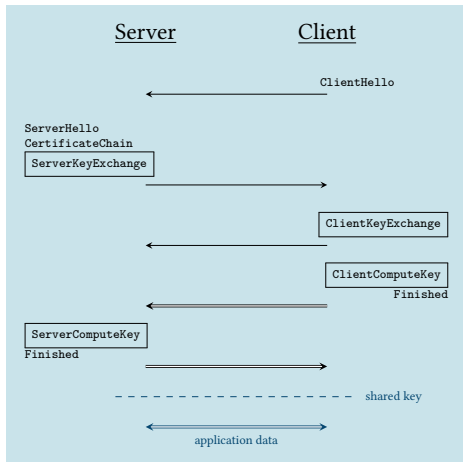 Server Client
ClientHello
ServerHello
CertificateChain
ServerKeyExchange
ClientKeyExchange
ClientComputeKey
Finished
ServerComputeKey
Finished
shared key
application data